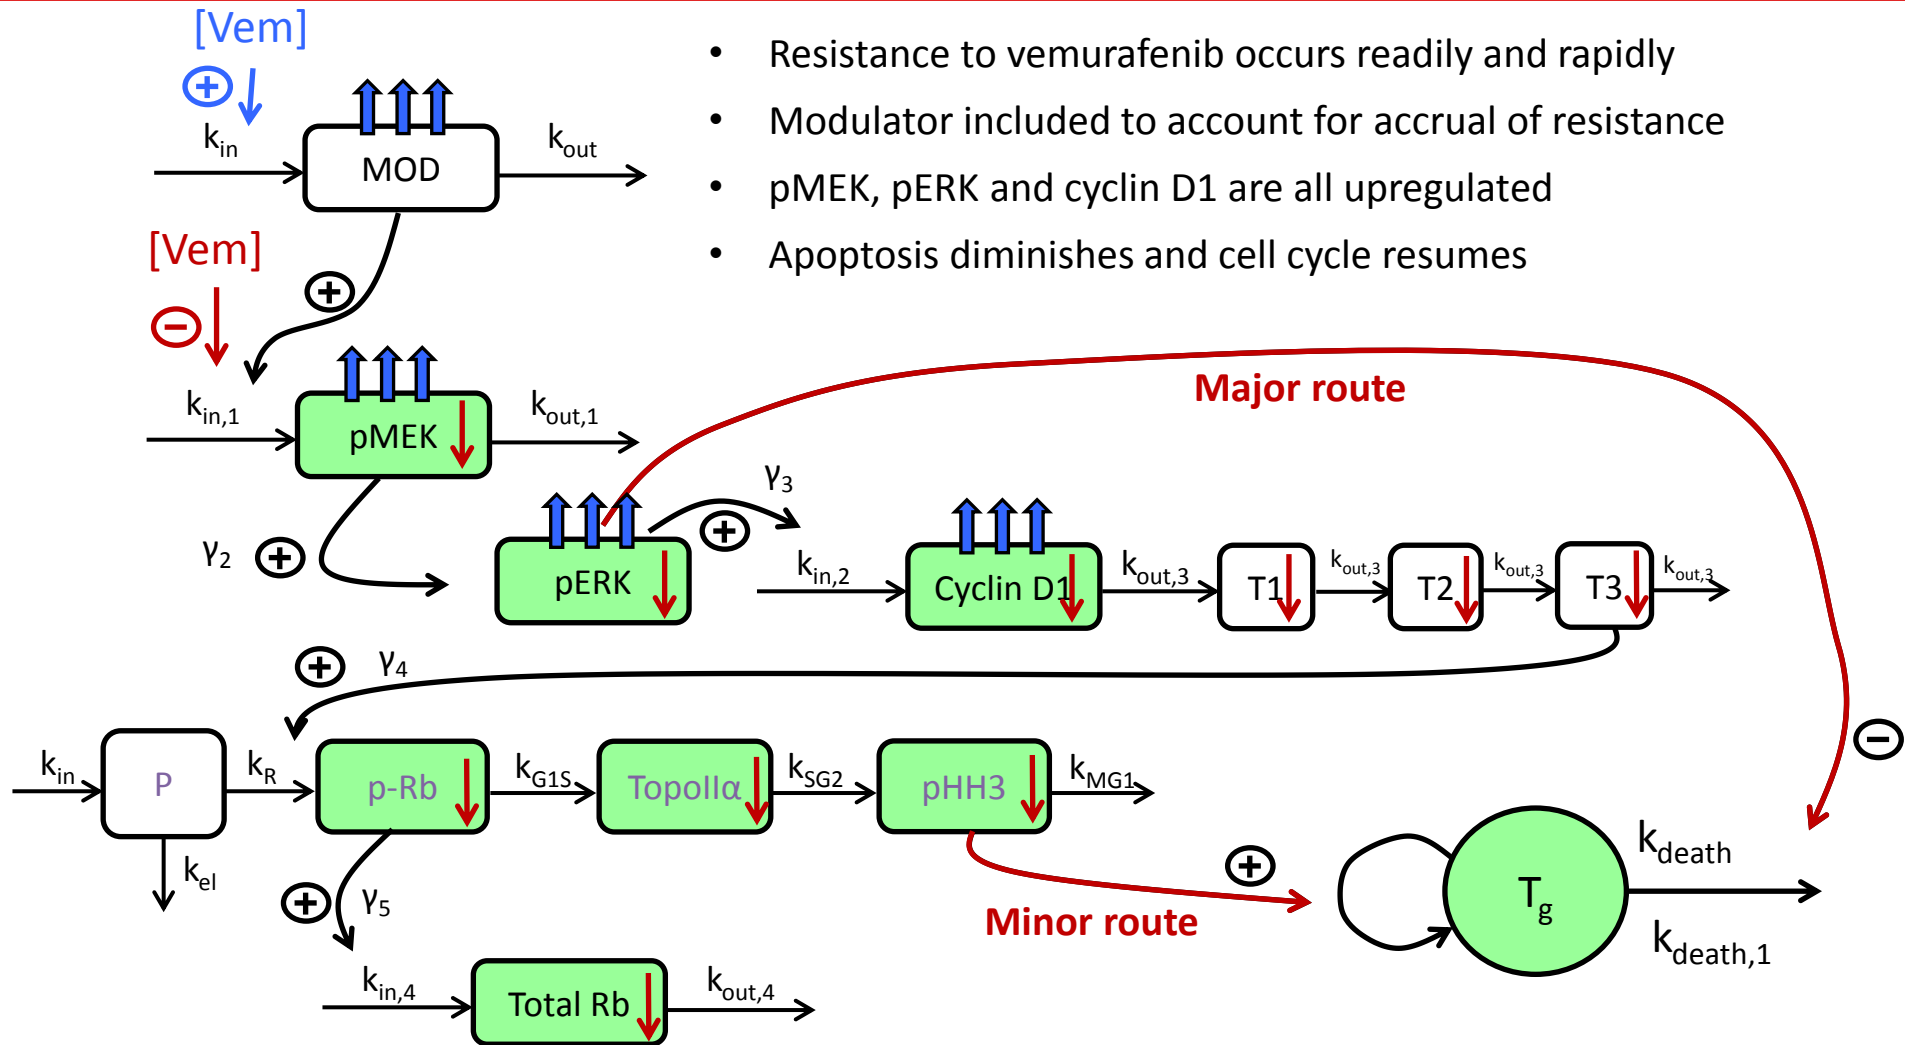 [Vem]
+
k_in
MOD
k_out
• Resistance to vemurafenib occurs readily and rapidly
• Modulator included to account for accrual of resistance
• pMEK, pERK and cyclin D1 are all upregulated
• Apoptosis diminishes and cell cycle resumes
[Vem]
−
+
k_in,1
pMEK
k_out,1
Major route
γ_2
+
pERK
γ_3
+
k_in,2
Cyclin D1
k_out,3
T1
k_out,3
T2
k_out,3
T3
k_out,3
+
γ_4
−
k_in
P
k_R
p-Rb
k_G1S
TopoIIα
k_SG2
pHH3
k_MG1
k_el
+
γ_5
+
Minor route
T_g
k_death
k_death,1
k_in,4
Total Rb
k_out,4